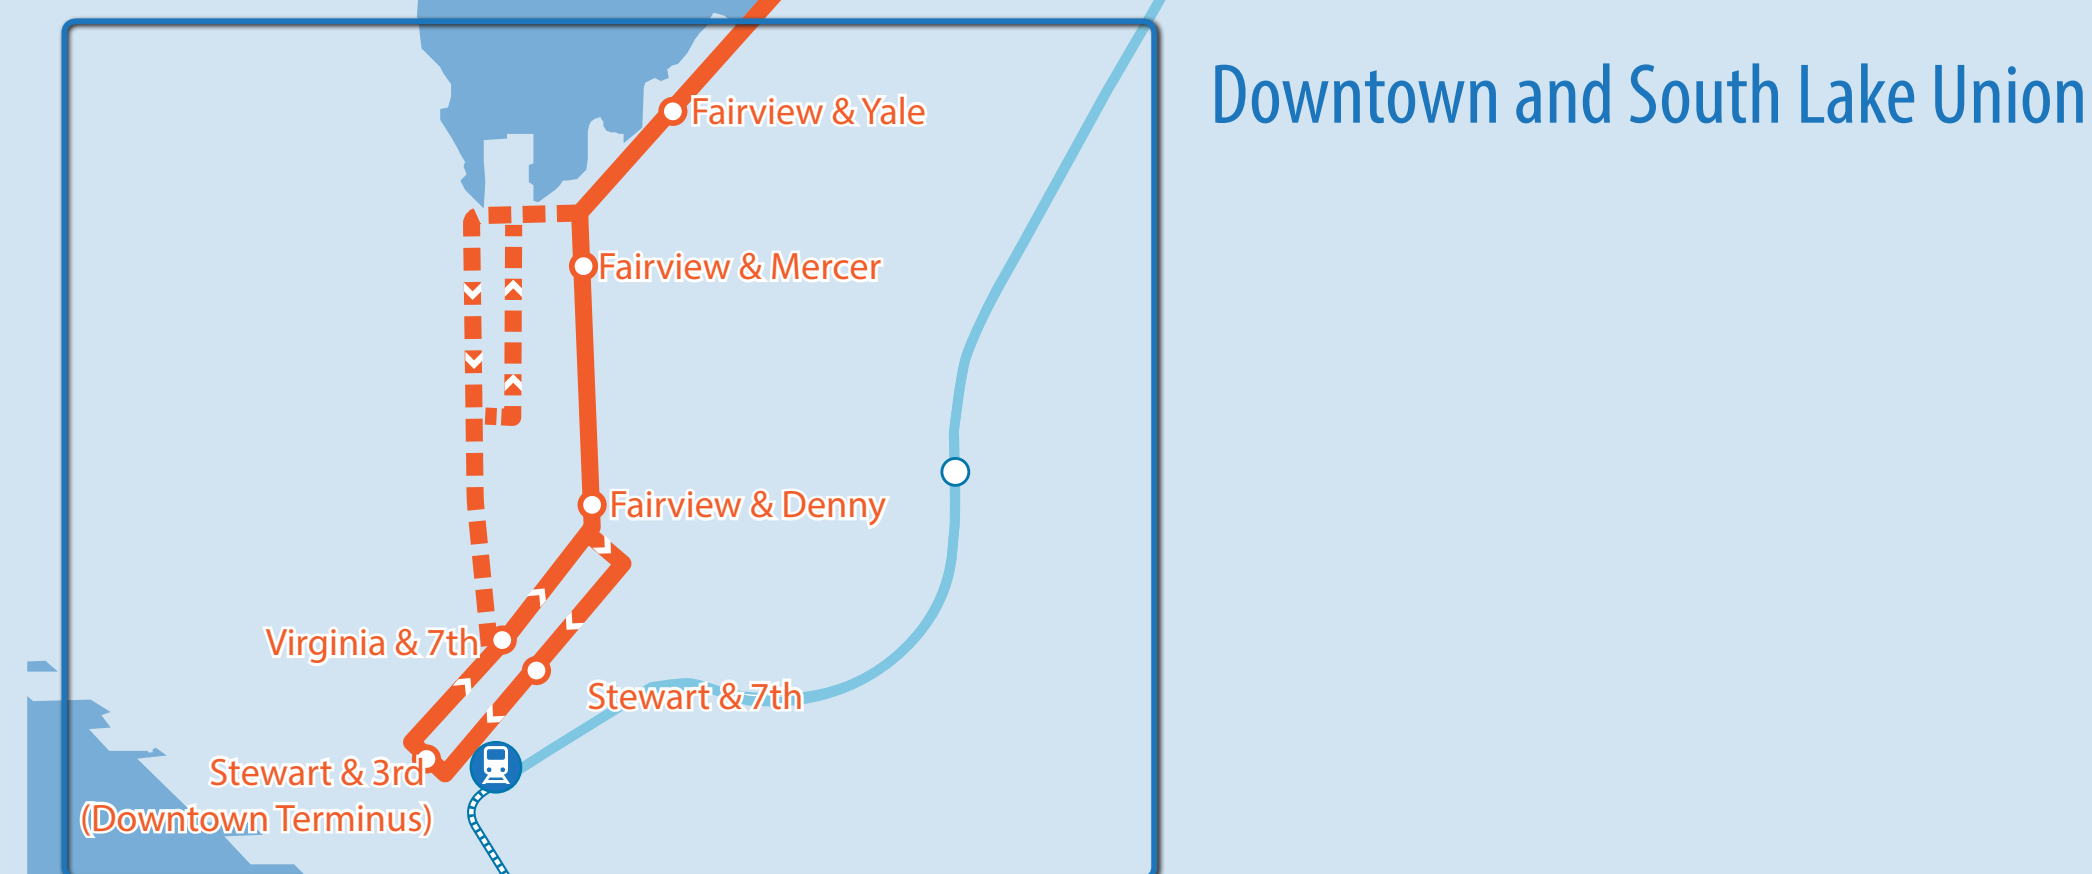 Downtown and South Lake Union
Fairview & Yale
Fairview & Mercer
Fairview & Denny
Virginia & 7th
Stewart & 7th
Stewart & 3rd
(Downtown Terminus)